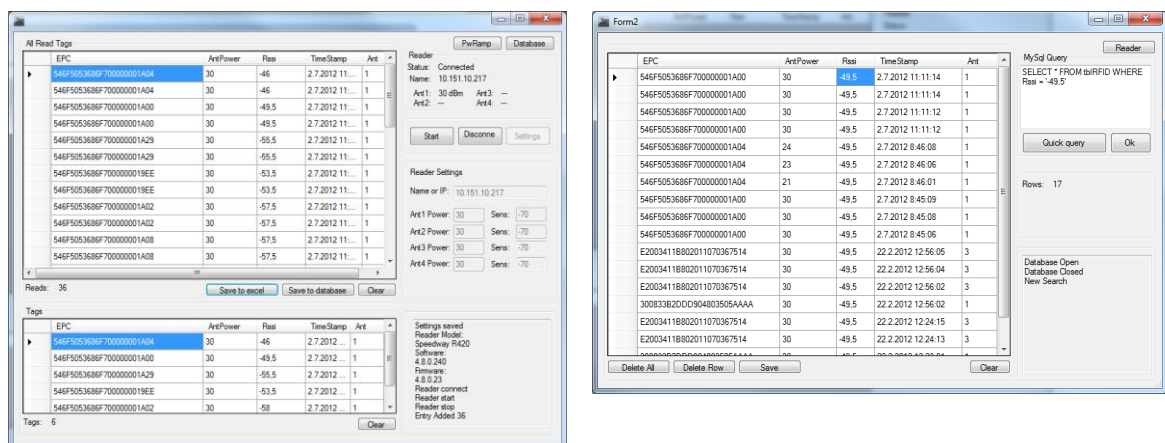 All Read Tags
PwRamp Database
EPC AntPower Rssi TimeStamp Ant
546F5053686F700000001A04 30 -46 2.7.2012 11:... 1
546F5053686F700000001A04 30 -46 2.7.2012 11:... 1
546F5053686F700000001A00 30 -49,5 2.7.2012 11:... 1
546F5053686F700000001A00 30 -49,5 2.7.2012 11:... 1
546F5053686F700000001A29 30 -55,5 2.7.2012 11:... 1
546F5053686F700000001A29 30 -55,5 2.7.2012 11:... 1
546F5053686F7000000019EE 30 -53,5 2.7.2012 11:... 1
546F5053686F7000000019EE 30 -53,5 2.7.2012 11:... 1
546F5053686F700000001A02 30 -57,5 2.7.2012 11:... 1
546F5053686F700000001A02 30 -57,5 2.7.2012 11:... 1
546F5053686F700000001A08 30 -57,5 2.7.2012 11:... 1
546F5053686F700000001A08 30 -57,5 2.7.2012 11:... 1
Reads: 36
Save to excel Save to database Clear
Reader
Status: Connected
Name: 10.151.10.217
Ant1: 30 dBm Ant3: ---
Ant2: --- Ant4: ---
Start Disconne Settings
Reader Settings
Name or IP: 10.151.10.217
Ant1 Power: 30 Sens: -70
Ant2 Power: 30 Sens: -70
Ant3 Power: 30 Sens: -70
Ant4 Power: 30 Sens: -70
Tags
EPC AntPower Rssi TimeStamp Ant
546F5053686F700000001A04 30 -46 2.7.2012 ... 1
546F5053686F700000001A00 30 -49,5 2.7.2012 ... 1
546F5053686F700000001A29 30 -55,5 2.7.2012 ... 1
546F5053686F7000000019EE 30 -53,5 2.7.2012 ... 1
546F5053686F700000001A02 30 -58 2.7.2012 ... 1
Tags: 6
Clear
Settings saved
Reader Model:
Speedway R420
Software:
4.8.0.240
Firmware:
4.8.0.23
Reader connect
Reader start
Reader stop
Entry Added 36
Form2
Reader
EPC AntPower Rssi TimeStamp Ant
546F5053686F700000001A00 30 -49,5 2.7.2012 11:11:14 1
546F5053686F700000001A00 30 -49,5 2.7.2012 11:11:14 1
546F5053686F700000001A00 30 -49,5 2.7.2012 11:11:12 1
546F5053686F700000001A00 30 -49,5 2.7.2012 11:11:12 1
546F5053686F700000001A04 24 -49,5 2.7.2012 8:46:08 1
546F5053686F700000001A04 23 -49,5 2.7.2012 8:46:06 1
546F5053686F700000001A04 21 -49,5 2.7.2012 8:46:01 1
546F5053686F700000001A00 30 -49,5 2.7.2012 8:45:09 1
546F5053686F700000001A00 30 -49,5 2.7.2012 8:45:08 1
546F5053686F700000001A00 30 -49,5 2.7.2012 8:45:06 1
E2003411B802011070367514 30 -49,5 22.2.2012 12:56:05 3
E2003411B802011070367514 30 -49,5 22.2.2012 12:56:04 3
E2003411B802011070367514 30 -49,5 22.2.2012 12:56:02 3
300833B2DDD904803505AAAA 30 -49,5 22.2.2012 12:56:02 1
E2003411B802011070367514 30 -49,5 22.2.2012 12:24:15 3
E2003411B802011070367514 30 -49,5 22.2.2012 12:24:13 3
Delete All Delete Row Save Clear
MySql Query
SELECT * FROM tblRFID WHERE
Rssi = '-49,5'
Quick query Ok
Rows: 17
Database Open
Database Closed
New Search